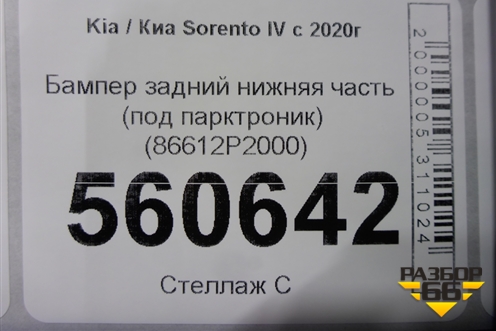 Kia / Киа Sorento IV с 2020г
Бампер задний нижняя часть
(под парктроник)
(86612P2000)
560642
Стеллаж С
2000005311024
РАЗБОР
66